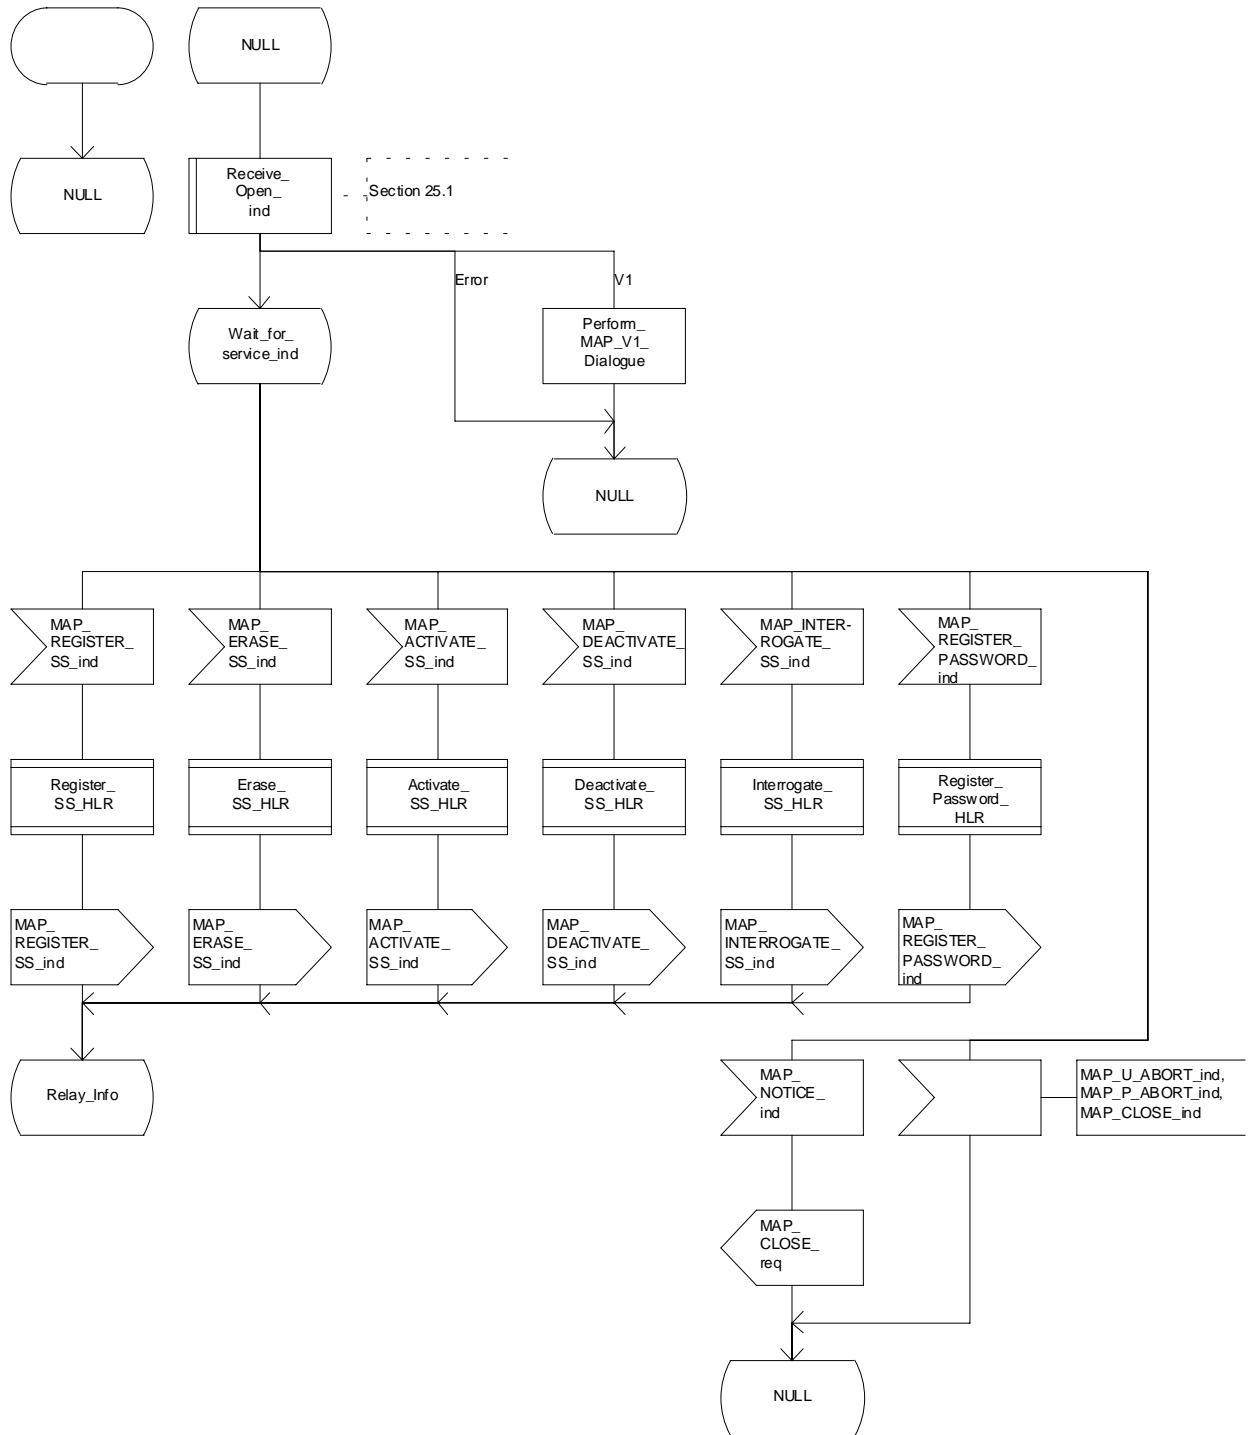 NULL
NULL
Receive_
Open_
ind
Section 25.1
Error
V1
Wait_for_
service_ind
Perform_
MAP_V1_
Dialogue
NULL
MAP_
REGISTER_
SS_ind
MAP_
ERASE_
SS_ind
MAP_
ACTIVATE_
SS_ind
MAP_
DEACTIVATE_
SS_ind
MAP_INTER-
ROGATE_
SS_ind
MAP_
REGISTER_
PASSWORD_
ind
Register_
SS_HLR
Erase_
SS_HLR
Activate_
SS_HLR
Deactivate_
SS_HLR
Interrogate_
SS_HLR
Register_
Password_
HLR
MAP_
REGISTER_
SS_ind
MAP_
ERASE_
SS_ind
MAP_
ACTIVATE_
SS_ind
MAP_
DEACTIVATE_
SS_ind
MAP_
INTERROGATE_
SS_ind
MAP_
REGISTER_
PASSWORD_
ind
Relay_Info
MAP_
NOTICE_
ind
MAP_U_ABORT_ind,
MAP_P_ABORT_ind,
MAP_CLOSE_ind
MAP_
CLOSE_
req
NULL